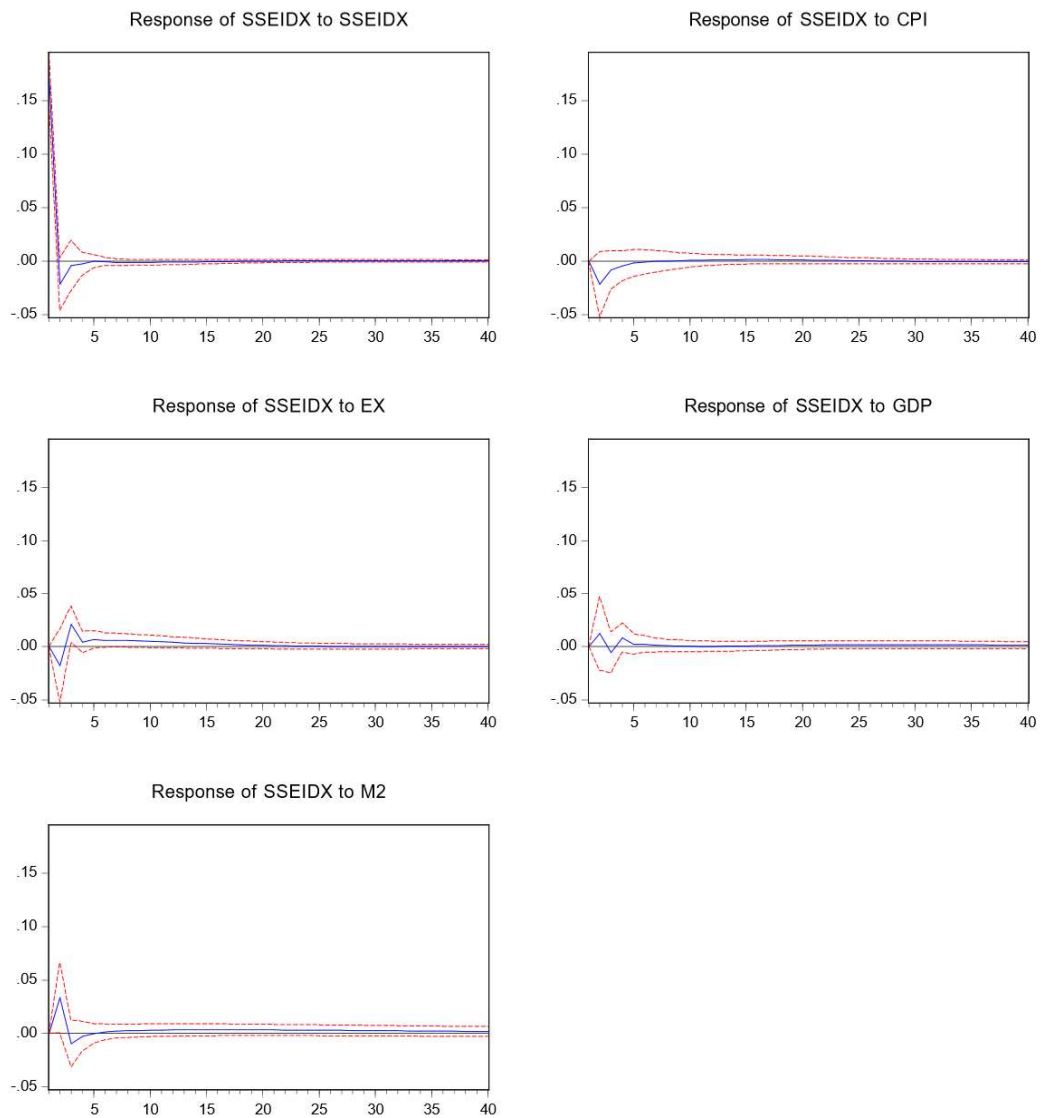 Response of SSEIDX to SSEIDX
.15
.10
.05
.00
-.05
5 10 15 20 25 30 35 40
Response of SSEIDX to CPI
.15
.10
.05
.00
-.05
5 10 15 20 25 30 35 40
Response of SSEIDX to EX
.15
.10
.05
.00
-.05
5 10 15 20 25 30 35 40
Response of SSEIDX to GDP
.15
.10
.05
.00
-.05
5 10 15 20 25 30 35 40
Response of SSEIDX to M2
.15
.10
.05
.00
-.05
5 10 15 20 25 30 35 40